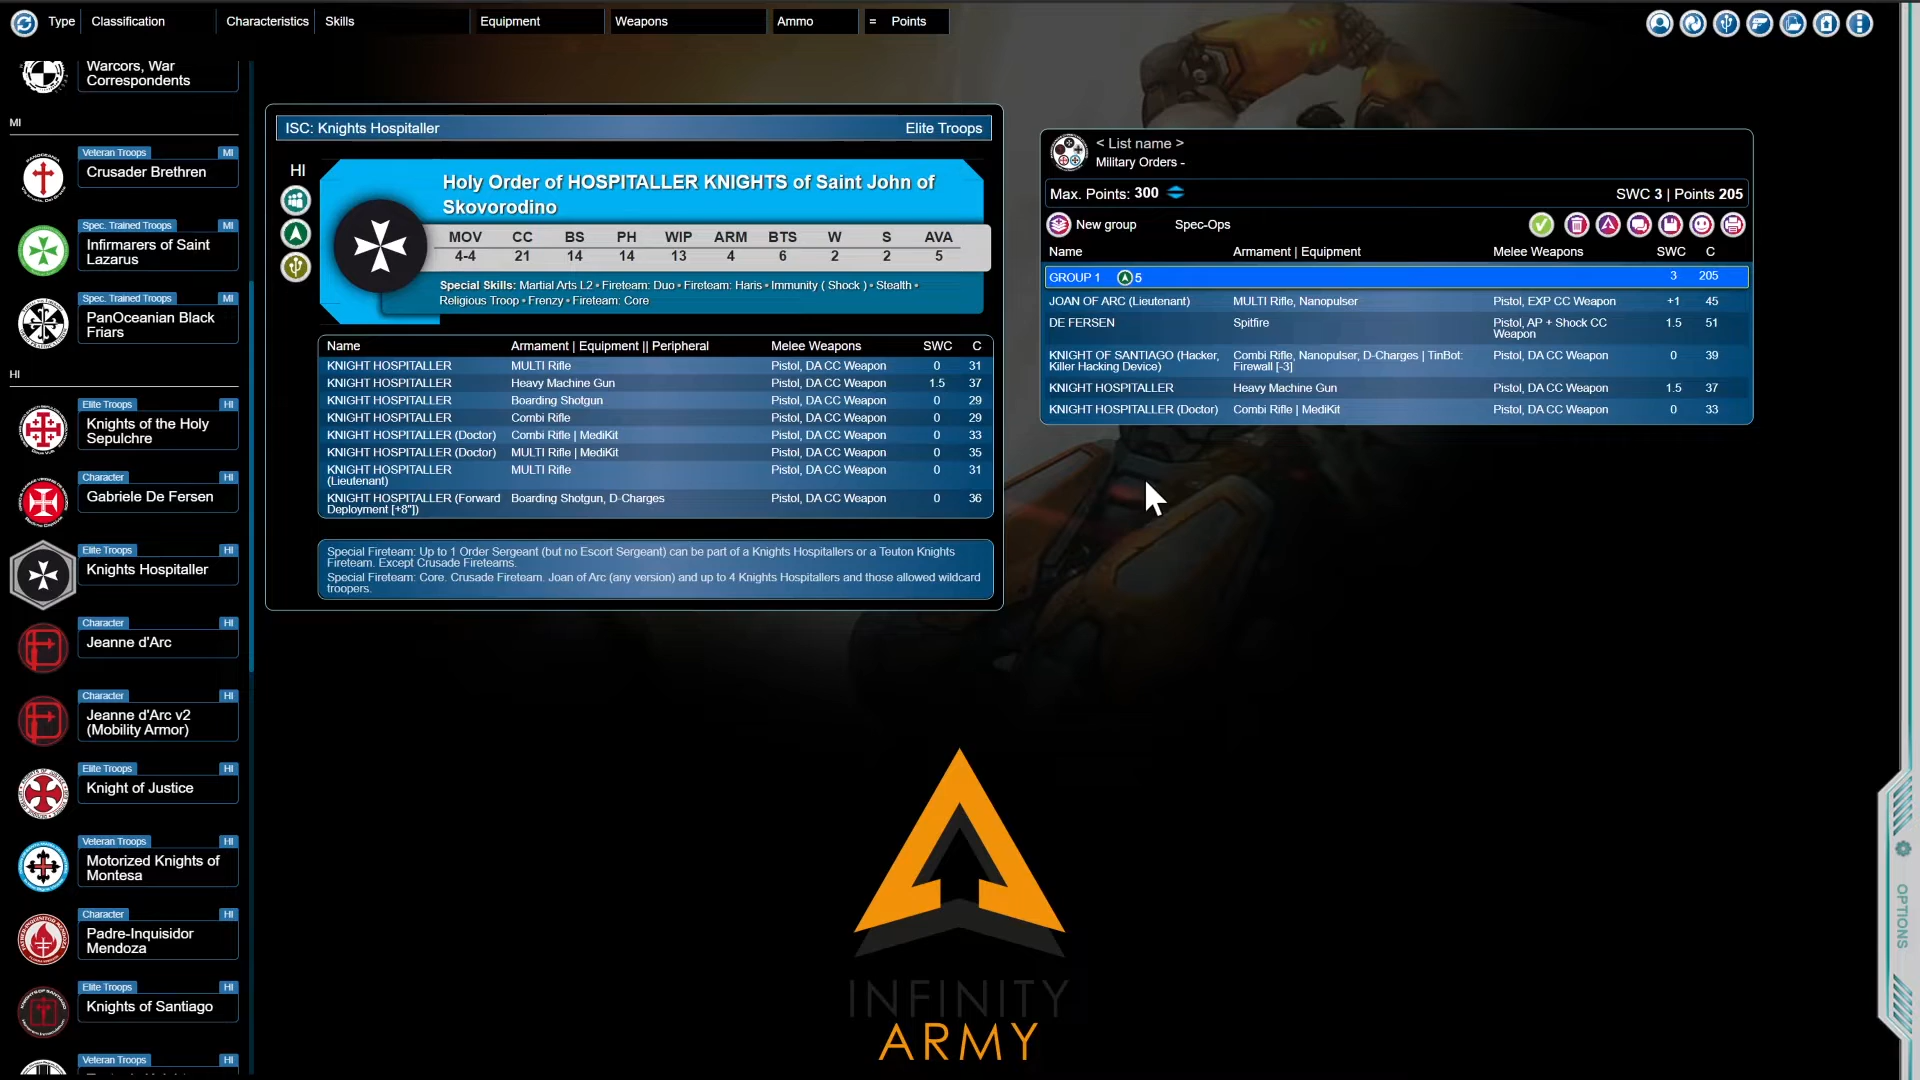 Type Classification Characteristics Skills Equipment Weapons Ammo = Points
Warcors, War
Correspondents
MI
Veteran Troops MI
Crusader Brethren
Spec. Trained Troops MI
Infirmarers of Saint
Lazarus
Spec. Trained Troops MI
PanOceanian Black
Friars
HI
Elite Troops HI
Knights of the Holy
Sepulchre
Character HI
Gabriele De Fersen
Elite Troops HI
Knights Hospitaller
Character HI
Jeanne d'Arc
Character HI
Jeanne d'Arc v2
(Mobility Armor)
Elite Troops HI
Knight of Justice
Veteran Troops HI
Motorized Knights of
Montesa
Character HI
Padre-Inquisidor
Mendoza
Elite Troops HI
Knights of Santiago
Veteran Troops HI
ISC: Knights Hospitaller Elite Troops
HI
Holy Order of HOSPITALLER KNIGHTS of Saint John of
Skovorodino
MOV CC BS PH WIP ARM BTS W S AVA
4-4 21 14 14 13 4 6 2 2 5
Special Skills: Martial Arts L2 • Fireteam: Duo • Fireteam: Haris • Immunity ( Shock ) • Stealth •
Religious Troop • Frenzy • Fireteam: Core
Name Armament | Equipment || Peripheral Melee Weapons SWC C
KNIGHT HOSPITALLER MULTI Rifle Pistol, DA CC Weapon 0 31
KNIGHT HOSPITALLER Heavy Machine Gun Pistol, DA CC Weapon 1.5 37
KNIGHT HOSPITALLER Boarding Shotgun Pistol, DA CC Weapon 0 29
KNIGHT HOSPITALLER Combi Rifle Pistol, DA CC Weapon 0 29
KNIGHT HOSPITALLER (Doctor) Combi Rifle | MediKit Pistol, DA CC Weapon 0 33
KNIGHT HOSPITALLER (Doctor) MULTI Rifle | MediKit Pistol, DA CC Weapon 0 35
KNIGHT HOSPITALLER MULTI Rifle Pistol, DA CC Weapon 0 31
(Lieutenant)
KNIGHT HOSPITALLER (Forward Boarding Shotgun, D-Charges Pistol, DA CC Weapon 0 36
Deployment [+8"])
Special Fireteam: Up to 1 Order Sergeant (but no Escort Sergeant) can be part of a Knights Hospitallers or a Teuton Knights
Fireteam. Except Crusade Fireteams.
Special Fireteam: Core. Crusade Fireteam. Joan of Arc (any version) and up to 4 Knights Hospitallers and those allowed wildcard
troopers.
< List name >
Military Orders -
Max. Points: 300 SWC 3 | Points 205
New group Spec-Ops
Name Armament | Equipment Melee Weapons SWC C
GROUP 1 5 3 205
JOAN OF ARC (Lieutenant) MULTI Rifle, Nanopulser Pistol, EXP CC Weapon +1 45
DE FERSEN Spitfire Pistol, AP + Shock CC 1.5 51
Weapon
KNIGHT OF SANTIAGO (Hacker, Combi Rifle, Nanopulser, D-Charges | TinBot: Pistol, DA CC Weapon 0 39
Killer Hacking Device) Firewall [-3]
KNIGHT HOSPITALLER Heavy Machine Gun Pistol, DA CC Weapon 1.5 37
KNIGHT HOSPITALLER (Doctor) Combi Rifle | MediKit Pistol, DA CC Weapon 0 33
INFINITY
ARMY
OPTIONS